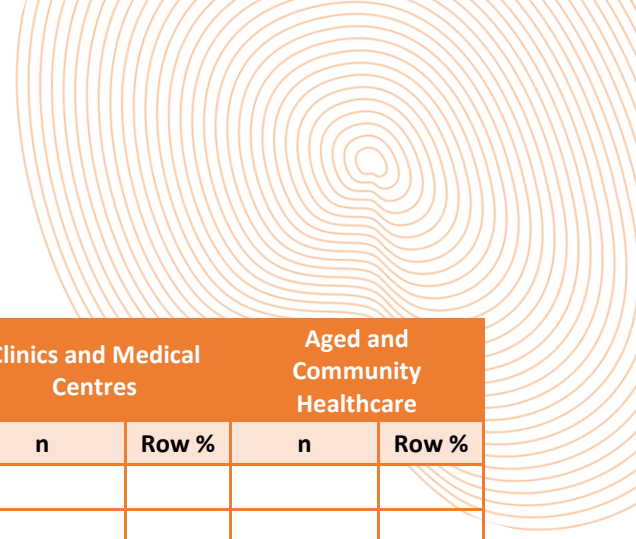 Clinics and Medical
Centres
Aged and
Community
Healthcare
n Row % n Row %